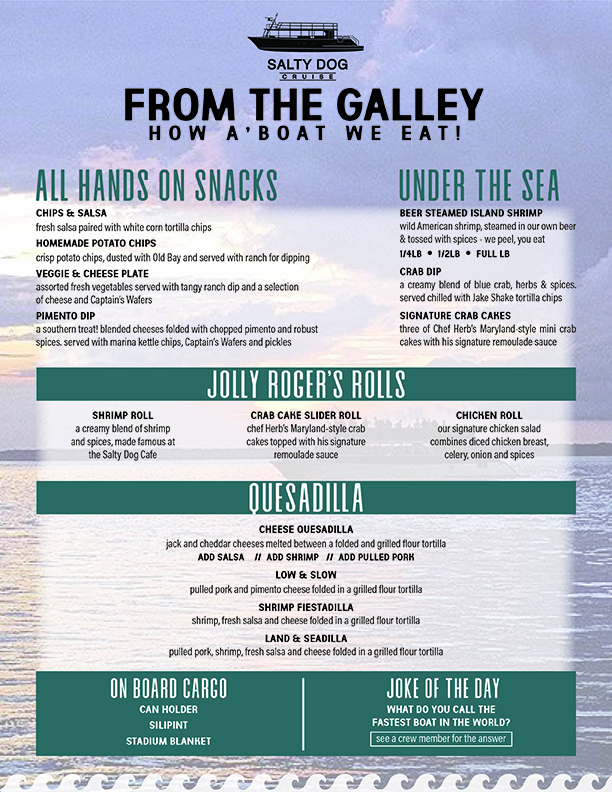 SALTY DOG
CRUISE
FROM THE GALLEY
HOW A'BOAT WE EAT!
ALL HANDS ON SNACKS
CHIPS & SALSA
fresh salsa paired with white corn tortilla chips
HOMEMADE POTATO CHIPS
crisp potato chips, dusted with Old Bay and served with ranch for dipping
VEGGIE & CHEESE PLATE
assorted fresh vegetables served with tangy ranch dip and a selection
of cheese and Captain's Wafers
PIMENTO DIP
a southern treat! blended cheeses folded with chopped pimento and robust
spices. served with marina kettle chips, Captain's Wafers and pickles
UNDER THE SEA
BEER STEAMED ISLAND SHRIMP
wild American shrimp, steamed in our own beer
& tossed with spices - we peel, you eat
1/4LB • 1/2LB • FULL LB
CRAB DIP
a creamy blend of blue crab, herbs & spices.
served chilled with Jake Shake tortilla chips
SIGNATURE CRAB CAKES
three of Chef Herb's Maryland-style mini crab
cakes with his signature remoulade sauce
JOLLY ROGER'S ROLLS
SHRIMP ROLL
a creamy blend of shrimp
and spices, made famous at
the Salty Dog Cafe
CRAB CAKE SLIDER ROLL
chef Herb's Maryland-style crab
cakes topped with his signature
remoulade sauce
CHICKEN ROLL
our signature chicken salad
combines diced chicken breast,
celery, onion and spices
QUESADILLA
CHEESE QUESADILLA
jack and cheddar cheeses melted between a folded and grilled flour tortilla
ADD SALSA // ADD SHRIMP // ADD PULLED PORK
LOW & SLOW
pulled pork and pimento cheese folded in a grilled flour tortilla
SHRIMP FIESTADILLA
shrimp, fresh salsa and cheese folded in a grilled flour tortilla
LAND & SEADILLA
pulled pork, shrimp, fresh salsa and cheese folded in a grilled flour tortilla
ON BOARD CARGO
CAN HOLDER
SILIPINT
STADIUM BLANKET
JOKE OF THE DAY
WHAT DO YOU CALL THE
FASTEST BOAT IN THE WORLD?
see a crew member for the answer